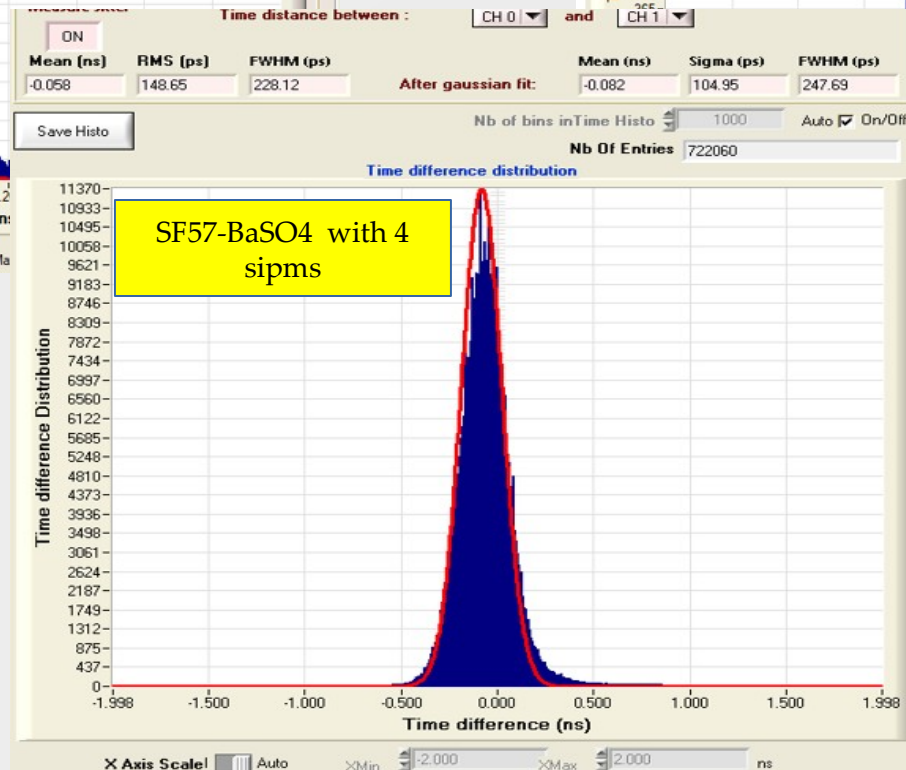 Time distance between : CH 0 and CH 1
ON
Mean (ns) RMS (ps) FWHM (ps) Mean (ns) Sigma (ps) FWHM (ps)
-0.058 148.65 228.12 After gaussian fit: -0.082 104.95 247.69
Save Histo Nb of bins inTime Histo 1000 Auto On/Off
Nb Of Entries 722060
Time difference distribution
SF57-BaSO4 with 4
sipms
Time difference Distribution
11370
10933
10495
10058
9621
9183
8746
8309
7872
7434
6997
6560
6122
5685
5248
4810
4373
3936
3498
3061
2624
2187
1749
1312
875
437
0
-1.998 -1.500 -1.000 -0.500 0.000 0.500 1.000 1.500 1.998
Time difference (ns)
X Axis Scale! Auto XMin -2.000 XMax 2.000 ns